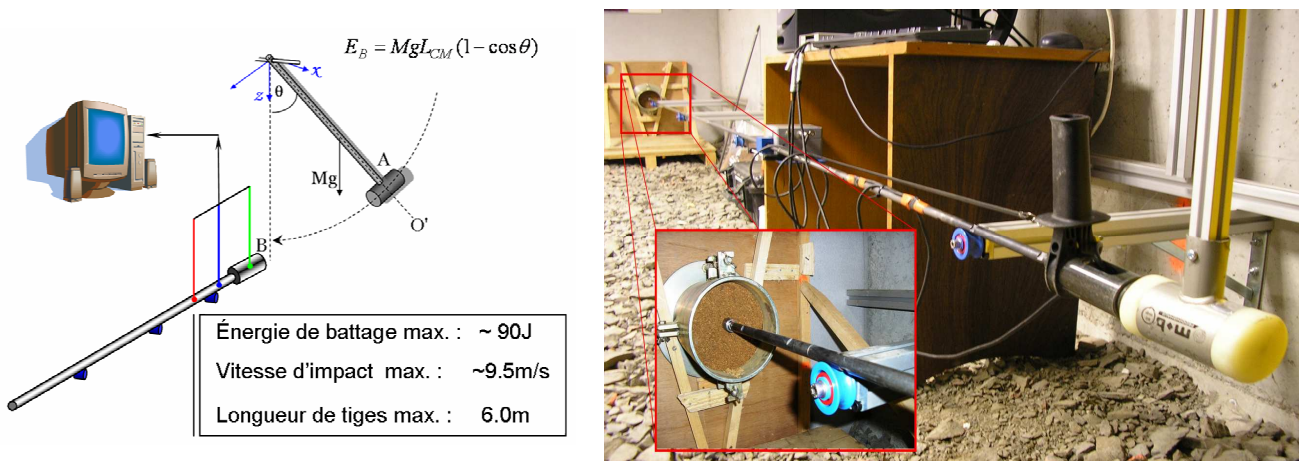 E_B = MgL_CM (1 − cos θ)
x
z
θ
A
Mg
O'
B
Énergie de battage max. : ~ 90J
Vitesse d'impact max. : ~9.5m/s
Longueur de tiges max. : 6.0m
m+b